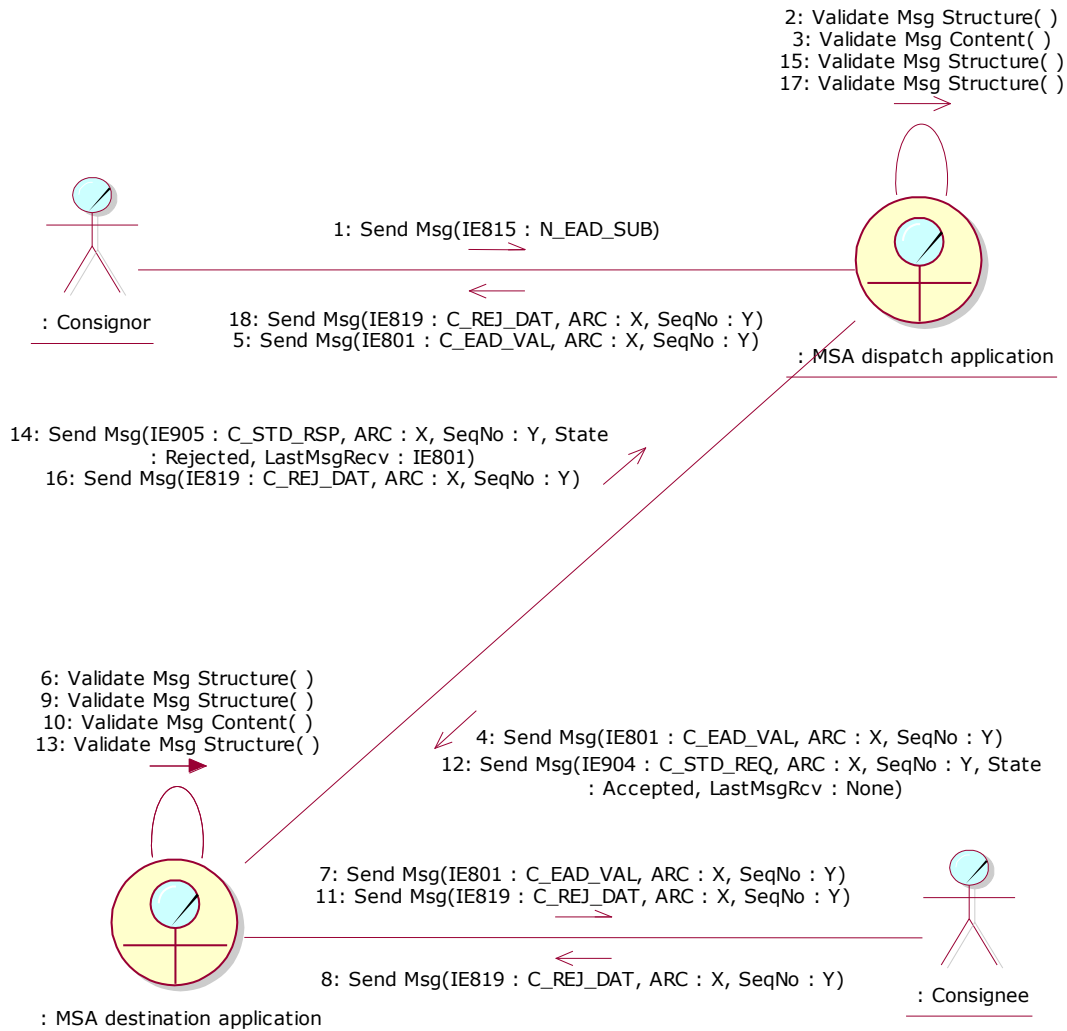 2: Validate Msg Structure( )
3: Validate Msg Content( )
15: Validate Msg Structure( )
17: Validate Msg Structure( )
1: Send Msg(IE815 : N_EAD_SUB)
18: Send Msg(IE819 : C_REJ_DAT, ARC : X, SeqNo : Y)
5: Send Msg(IE801 : C_EAD_VAL, ARC : X, SeqNo : Y)
: Consignor
: MSA dispatch application
14: Send Msg(IE905 : C_STD_RSP, ARC : X, SeqNo : Y, State
: Rejected, LastMsgRecv : IE801)
16: Send Msg(IE819 : C_REJ_DAT, ARC : X, SeqNo : Y)
6: Validate Msg Structure( )
9: Validate Msg Structure( )
10: Validate Msg Content( )
13: Validate Msg Structure( )
4: Send Msg(IE801 : C_EAD_VAL, ARC : X, SeqNo : Y)
12: Send Msg(IE904 : C_STD_REQ, ARC : X, SeqNo : Y, State
: Accepted, LastMsgRcv : None)
7: Send Msg(IE801 : C_EAD_VAL, ARC : X, SeqNo : Y)
11: Send Msg(IE819 : C_REJ_DAT, ARC : X, SeqNo : Y)
8: Send Msg(IE819 : C_REJ_DAT, ARC : X, SeqNo : Y)
: Consignee
: MSA destination application